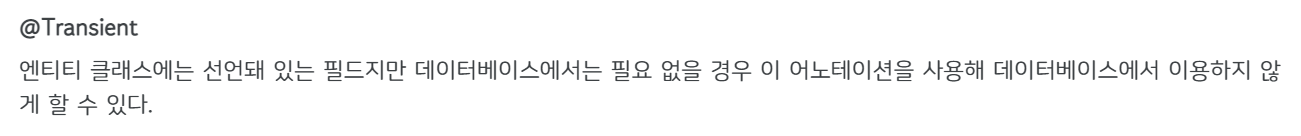 @Transient
엔티티 클래스에는 선언돼 있는 필드지만 데이터베이스에서는 필요 없을 경우 이 어노테이션을 사용해 데이터베이스에서 이용하지 않
게 할 수 있다.